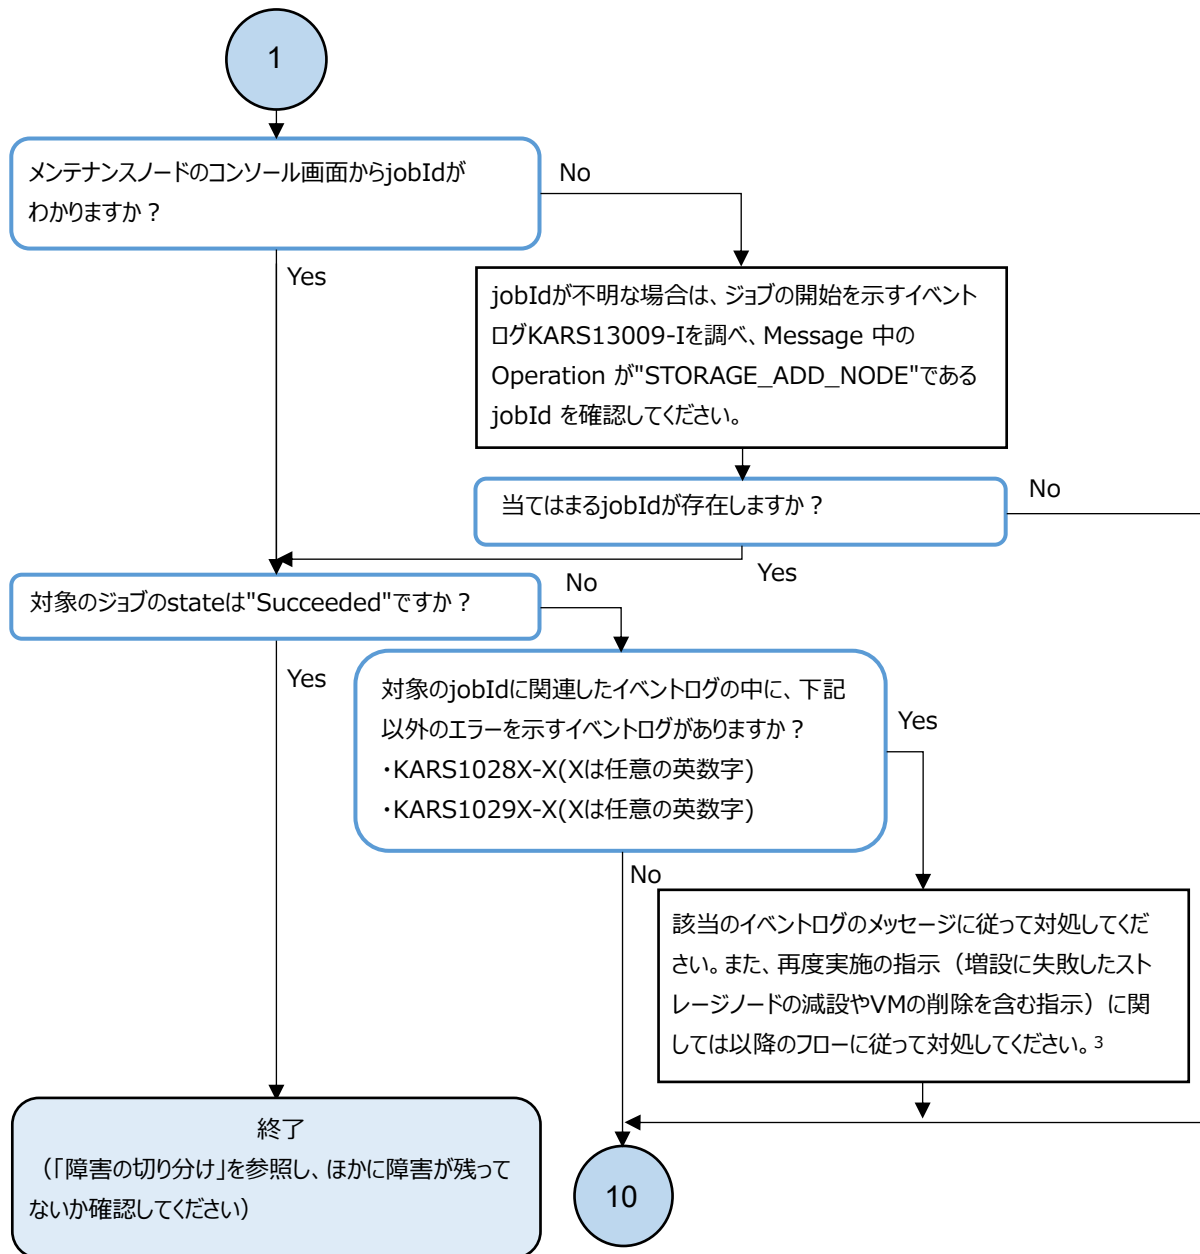 1
メンテナンスノードのコンソール画面からjobIdが
わかりますか？
No
Yes
jobIdが不明な場合は、ジョブの開始を示すイベント
ログKARS13009-Iを調べ、Message 中の
Operation が"STORAGE_ADD_NODE"である
jobId を確認してください。
当てはまるjobIdが存在しますか？
No
Yes
対象のジョブのstateは"Succeeded"ですか？
No
Yes
対象のjobIdに関連したイベントログの中に、下記
以外のエラーを示すイベントログがありますか？
・KARS1028X-X(Xは任意の英数字)
・KARS1029X-X(Xは任意の英数字)
Yes
No
該当のイベントログのメッセージに従って対処してくだ
さい。また、再度実施の指示（増設に失敗したスト
レージノードの減設やVMの削除を含む指示）に関
しては以降のフローに従って対処してください。3
終了
（「障害の切り分け」を参照し、ほかに障害が残って
ないか確認してください）
10